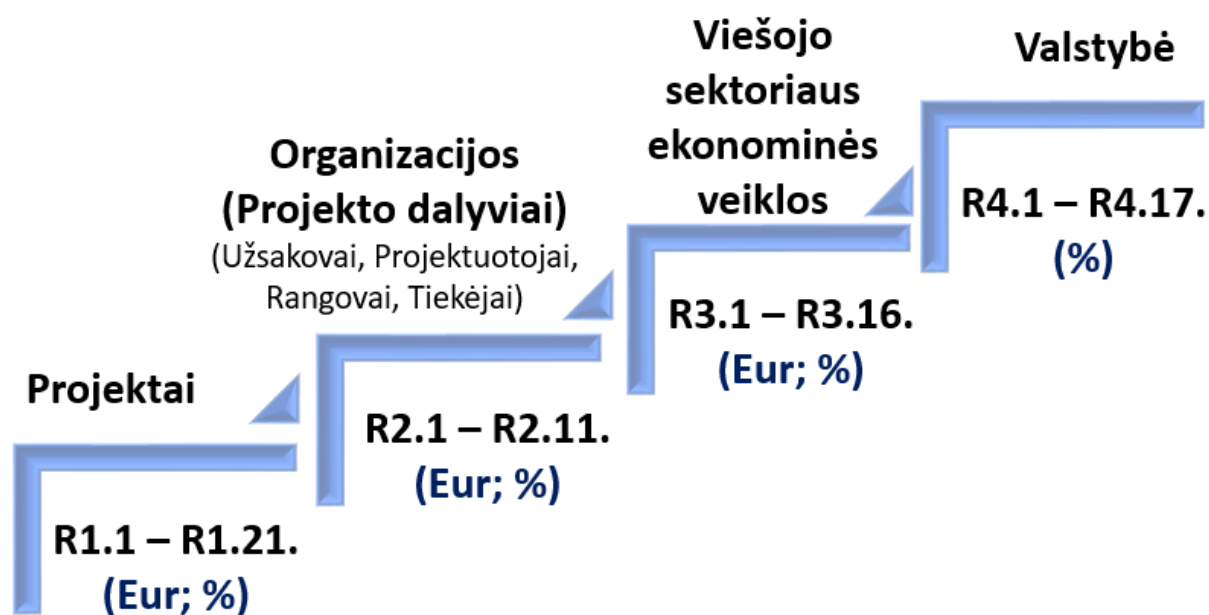 Projektai
R1.1 – R1.21.
(Eur; %)
Organizacijos
(Projekto dalyviai)
(Užsakovai, Projektuotojai,
Rangovai, Tiekėjai)
R2.1 – R2.11.
(Eur; %)
Viešojo
sektoriaus
ekonominės
veiklos
R3.1 – R3.16.
(Eur; %)
Valstybė
R4.1 – R4.17.
(%)